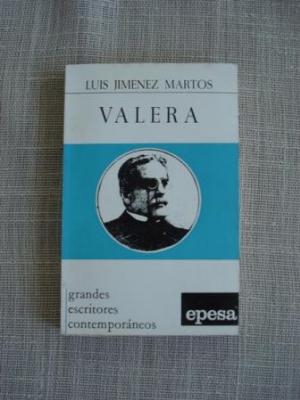 LUIS JIMENEZ MARTOS
VALERA
grandes
escritores
contemporáneos
epesa